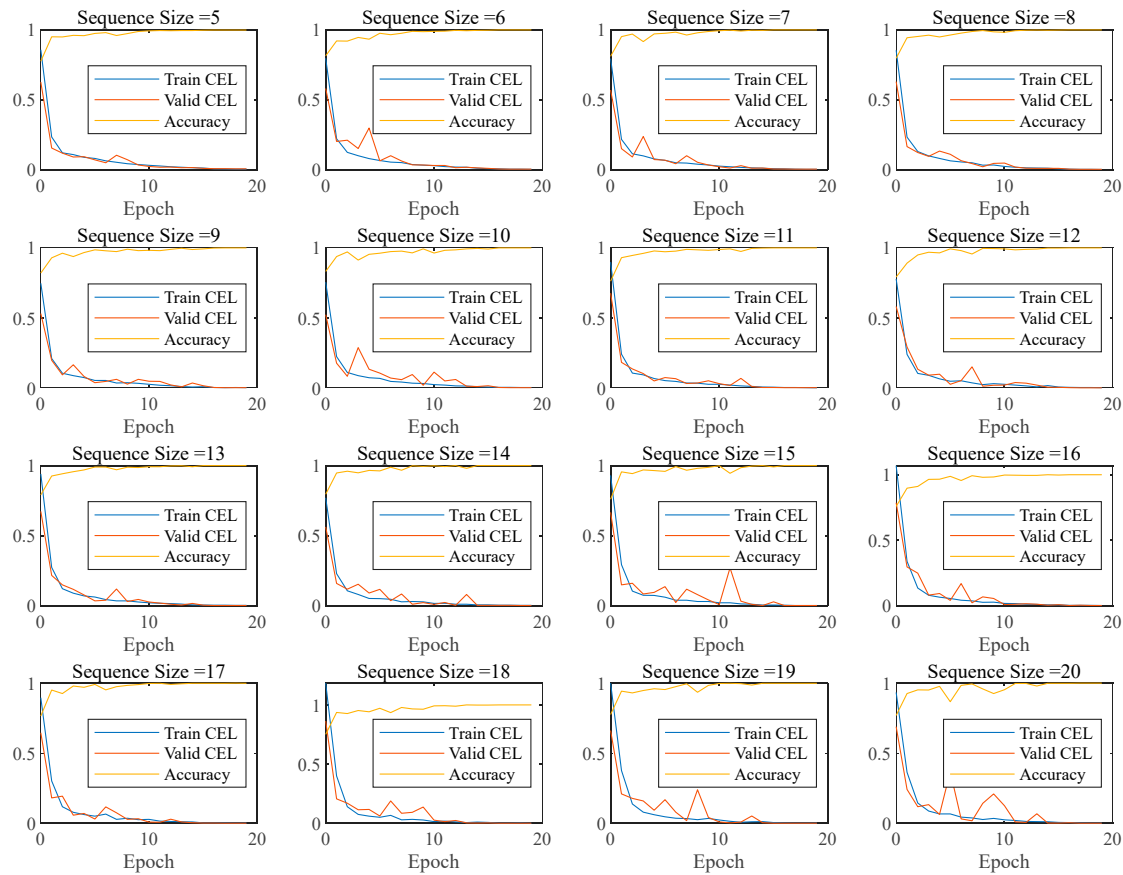 Sequence Size =5
Sequence Size =6
Sequence Size =7
Sequence Size =8
1
0.5
0
Train CEL
Valid CEL
Accuracy
0 10 20
Epoch
1
0.5
0
Train CEL
Valid CEL
Accuracy
0 10 20
Epoch
1
0.5
0
Train CEL
Valid CEL
Accuracy
0 10 20
Epoch
1
0.5
0
Train CEL
Valid CEL
Accuracy
0 10 20
Epoch
Sequence Size =9
Sequence Size =10
Sequence Size =11
Sequence Size =12
1
0.5
0
Train CEL
Valid CEL
Accuracy
0 10 20
Epoch
1
0.5
0
Train CEL
Valid CEL
Accuracy
0 10 20
Epoch
1
0.5
0
Train CEL
Valid CEL
Accuracy
0 10 20
Epoch
1
0.5
0
Train CEL
Valid CEL
Accuracy
0 10 20
Epoch
Sequence Size =13
Sequence Size =14
Sequence Size =15
Sequence Size =16
1
0.5
0
Train CEL
Valid CEL
Accuracy
0 10 20
Epoch
1
0.5
0
Train CEL
Valid CEL
Accuracy
0 10 20
Epoch
1
0.5
0
Train CEL
Valid CEL
Accuracy
0 10 20
Epoch
1
0.5
0
Train CEL
Valid CEL
Accuracy
0 10 20
Epoch
Sequence Size =17
Sequence Size =18
Sequence Size =19
Sequence Size =20
1
0.5
0
Train CEL
Valid CEL
Accuracy
0 10 20
Epoch
1
0.5
0
Train CEL
Valid CEL
Accuracy
0 10 20
Epoch
1
0.5
0
Train CEL
Valid CEL
Accuracy
0 10 20
Epoch
1
0.5
0
Train CEL
Valid CEL
Accuracy
0 10 20
Epoch